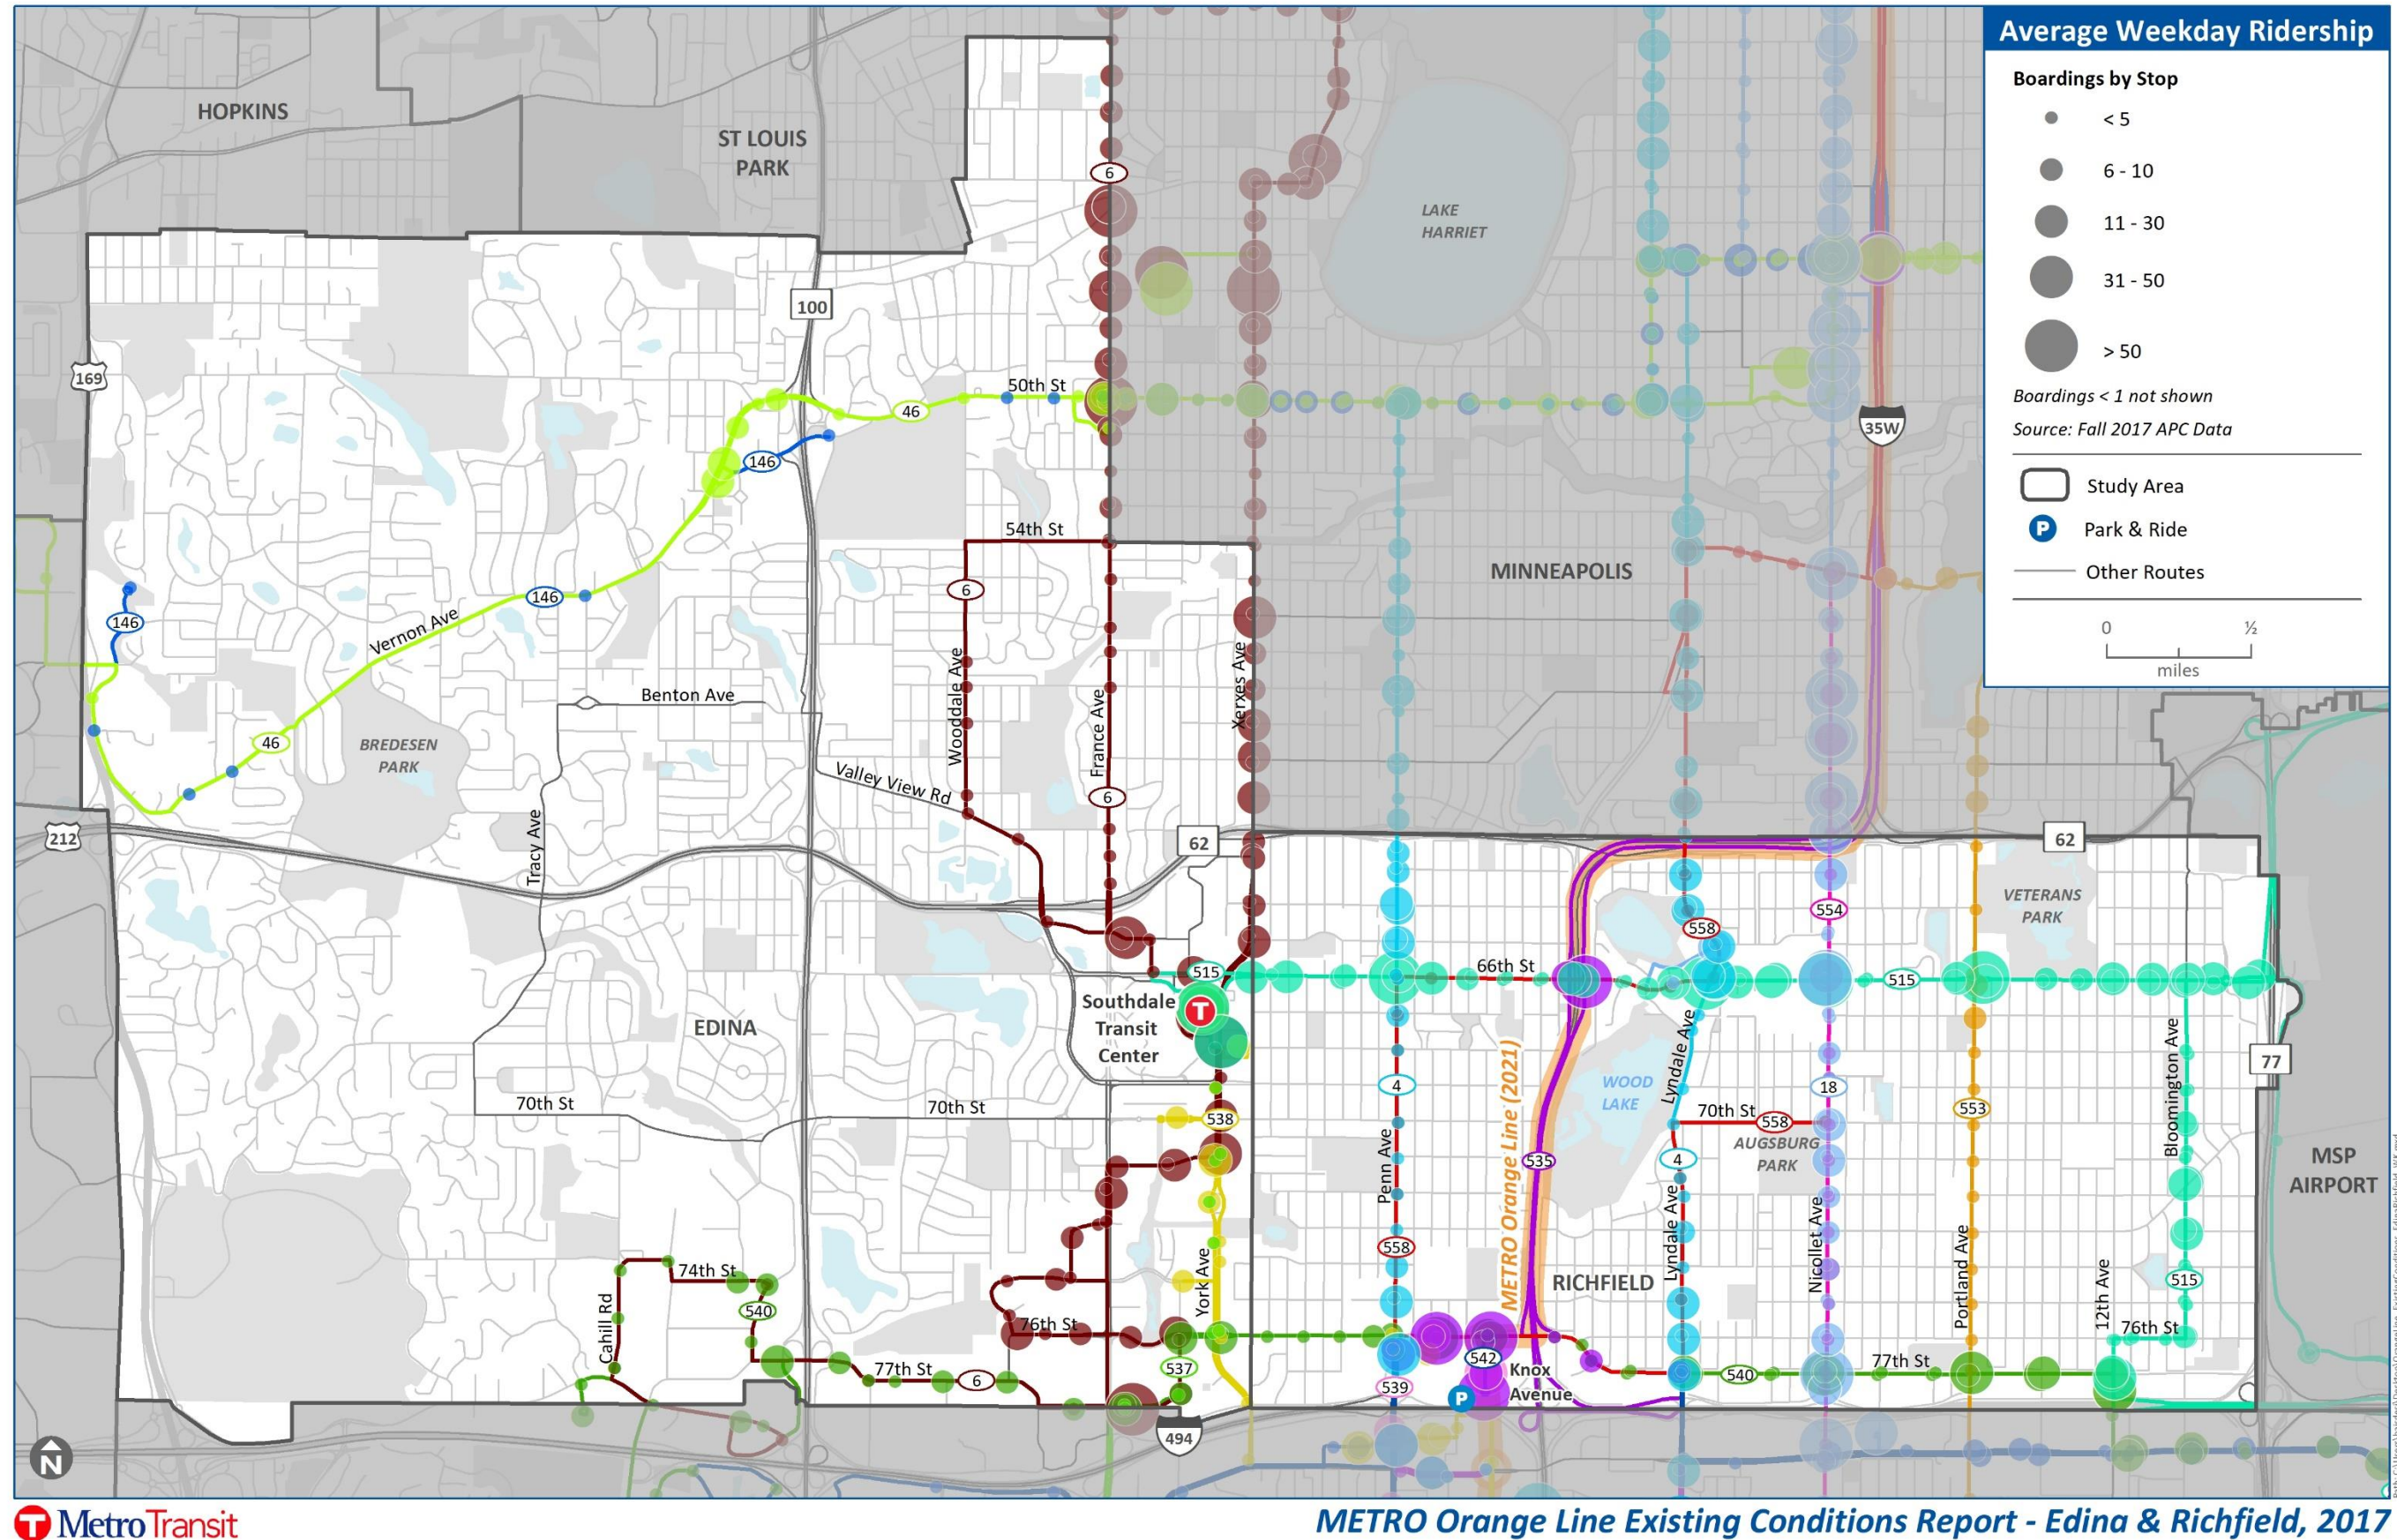 Average Weekday Ridership
Boardings by Stop
< 5
6 - 10
11 - 30
31 - 50
> 50
Boardings < 1 not shown
Source: Fall 2017 APC Data
Study Area
P
Park & Ride
Other Routes
0
½
miles
HOPKINS
ST LOUIS
PARK
6
LAKE
HARRIET
100
169
50th St
46
35W
146
54th St
MINNEAPOLIS
6
146
146
Vernon Ave
Wooddale Ave
France Ave
Xerxes Ave
Benton Ave
46
BREDESEN
PARK
Valley View Rd
6
Tracy Ave
212
62
62
VETERANS
PARK
554
558
515
66th St
515
Southdale
Transit
Center
T
EDINA
Lyndale Ave
Bloomington Ave
METRO Orange Line (2021)
WOOD
LAKE
77
4
18
70th St
70th St
538
70th St
558
553
AUGSBURG
PARK
Penn Ave
535
4
MSP
AIRPORT
York Ave
558
Lyndale Ave
Nicollet Ave
Portland Ave
12th Ave
74th St
RICHFIELD
515
Cahill Rd
540
76th St
76th St
77th St
6
537
542
Knox
Avenue
540
77th St
539
P
494
N
T MetroTransit
METRO Orange Line Existing Conditions Report - Edina & Richfield, 2017